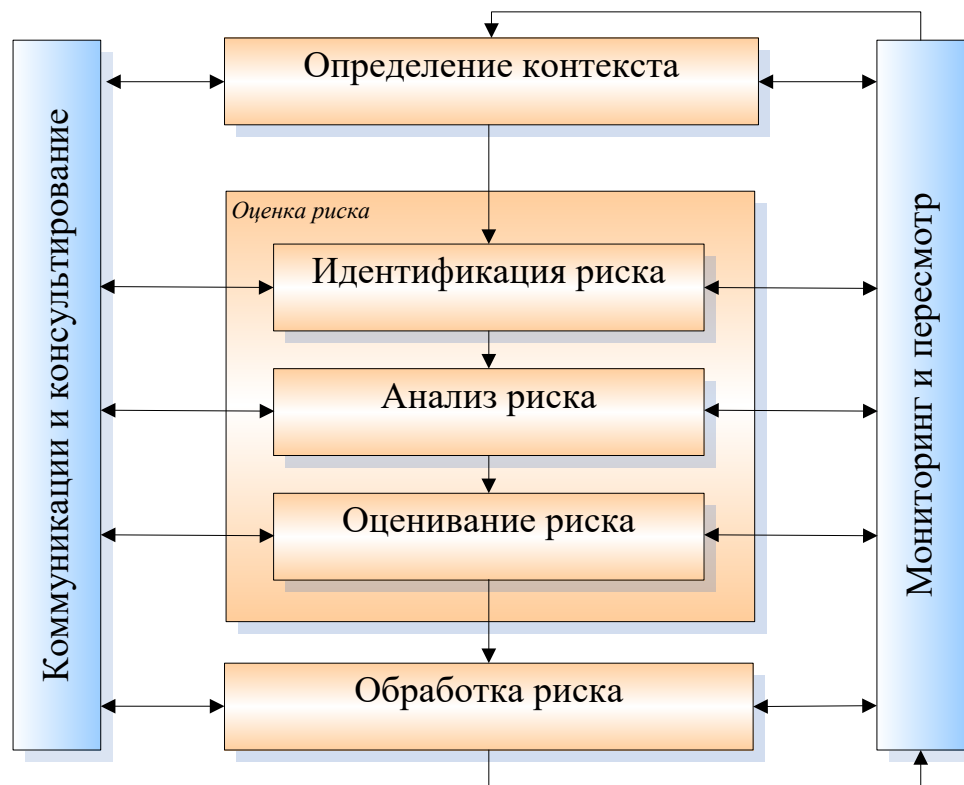 Определение контекста
Коммуникации и консультирование
Мониторинг и пересмотр
Оценка риска
Идентификация риска
Анализ риска
Оценивание риска
Обработка риска